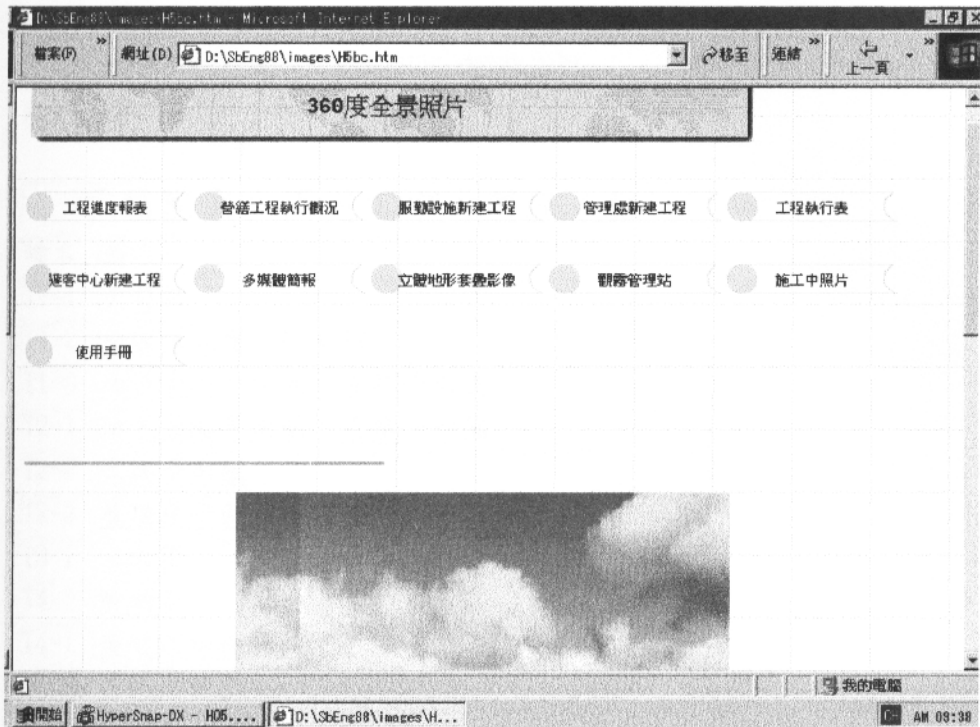 D:\SbEng88\images\H5bc.htm - Microsoft Internet Explorer
檔案(F) » 網址(D) D:\SbEng88\images\H5bc.htm 移至 連結 » 上一頁 »
360度全景照片
工程進度報表 營繕工程執行概況 服勤設施新建工程 管理處新建工程 工程執行表
遊客中心新建工程 多媒體簡報 立體地形套疊影像 觀霧管理站 施工中照片
使用手冊
我的電腦
開始 HyperSnap-DX - H05.... D:\SbEng88\images\H... CH AM 09:38